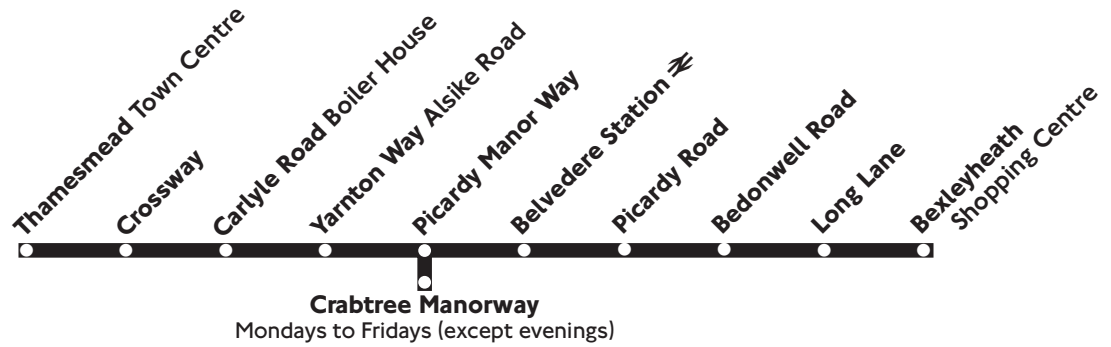 Thamesmead Town Centre
Crossway
Carlyle Road Boiler House
Yarnton Way Alsike Road
Picardy Manor Way
Belvedere Station
Picardy Road
Bedonwell Road
Long Lane
Bexleyheath
Shopping Centre
Crabtree Manorway
Mondays to Fridays (except evenings)